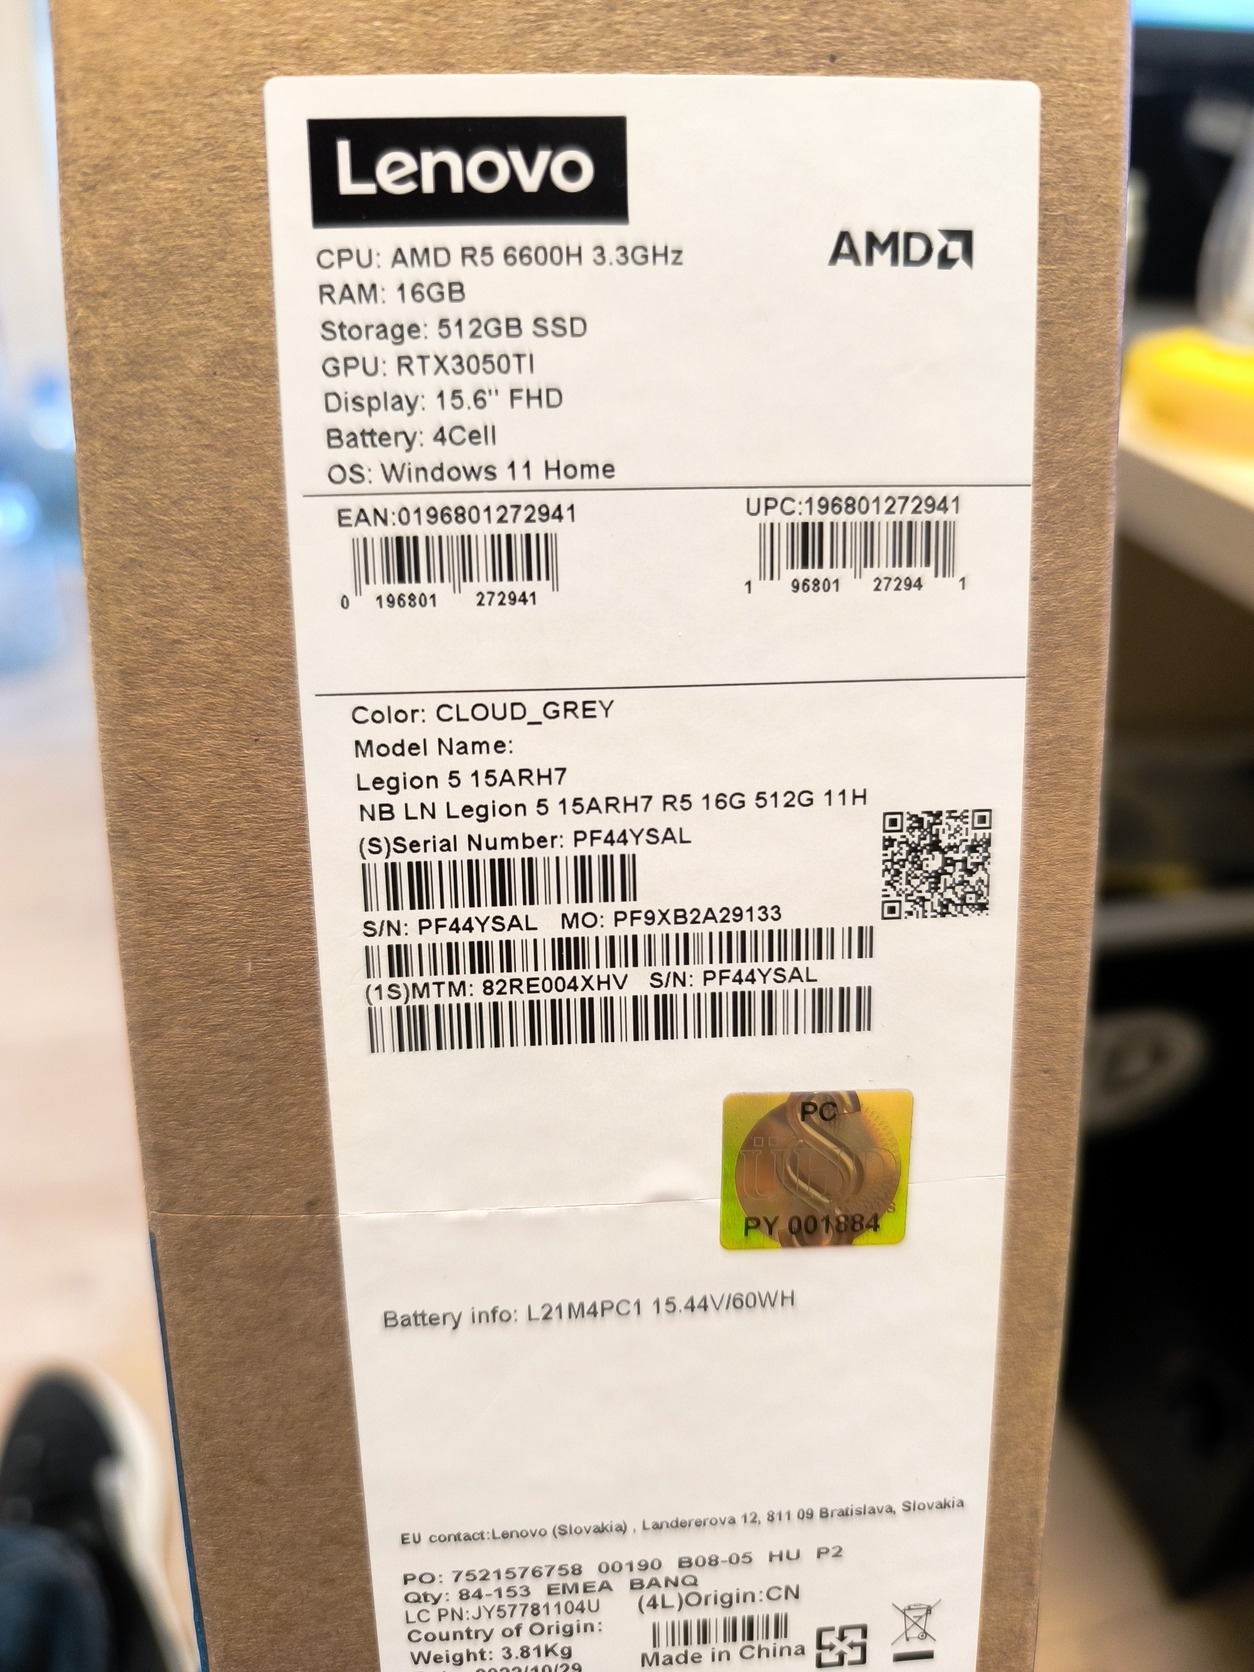 Lenovo
AMD
CPU: AMD R5 6600H 3.3GHz
RAM: 16GB
Storage: 512GB SSD
GPU: RTX3050TI
Display: 15.6" FHD
Battery: 4Cell
OS: Windows 11 Home
EAN:0196801272941
UPC:196801272941
0 196801 272941
1 96801 27294 1
Color: CLOUD_GREY
Model Name:
Legion 5 15ARH7
NB LN Legion 5 15ARH7 R5 16G 512G 11H
(S)Serial Number: PF44YSAL
S/N: PF44YSAL MO: PF9XB2A29133
(1S)MTM: 82RE004XHV S/N: PF44YSAL
PC
PY 001884
Battery info: L21M4PC1 15.44V/60WH
EU contact:Lenovo (Slovakia) , Landererova 12, 811 09 Bratislava, Slovakia
PO: 7521576758 00190 B08-05 HU P2
Qty: 84-153 EMEA BANQ
LC PN:JY57781104U (4L)Origin:CN
Country of Origin:
Weight: 3.81Kg
Made in China